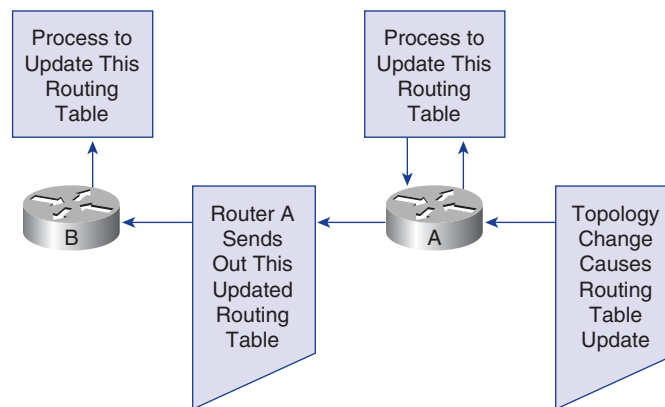 Process to
Update This
Routing
Table
Process to
Update This
Routing
Table
B
Router A
Sends
Out This
Updated
Routing
Table
A
Topology
Change
Causes
Routing
Table
Update